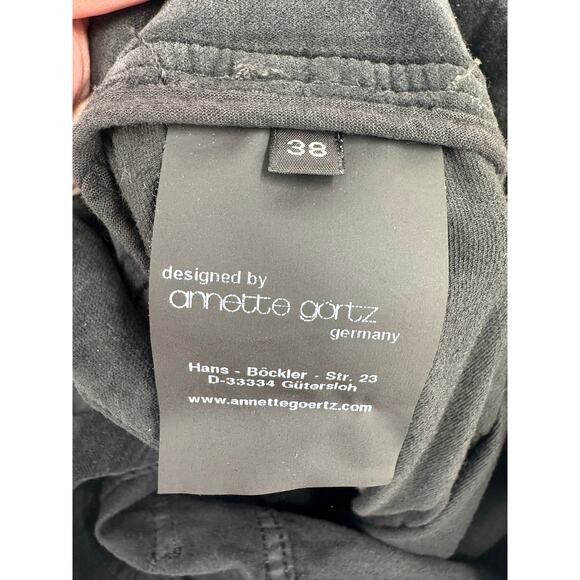 38
designed by
annette görtz
germany
Hans - Böckler - Str. 23
D-33334 Gütersloh
www.annettegoertz.com